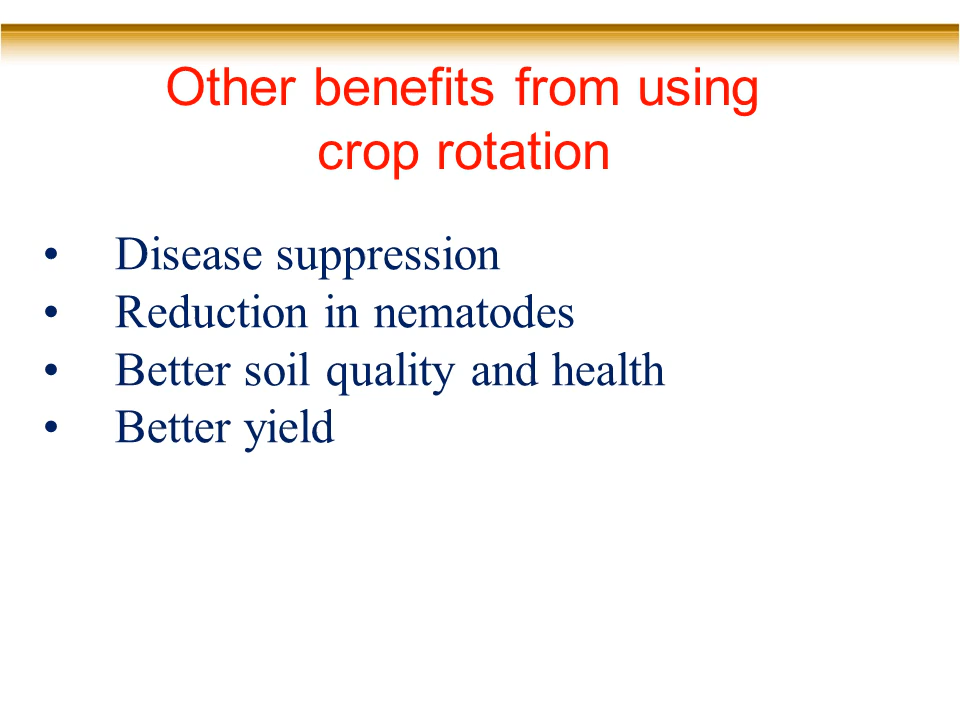 Other benefits from using
crop rotation
• Disease suppression
• Reduction in nematodes
• Better soil quality and health
• Better yield